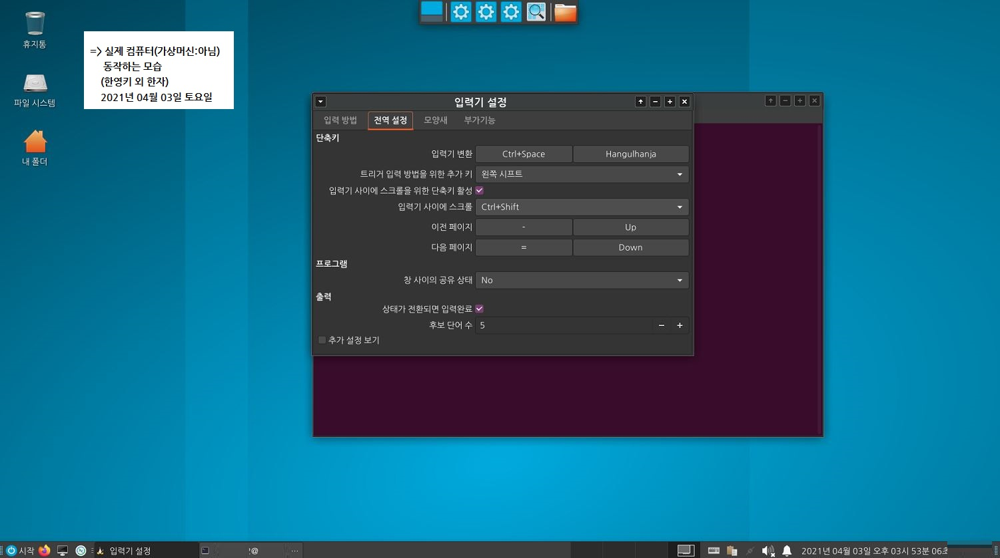 휴지통
파일 시스템
내 폴더
=> 실제 컴퓨터(가상머신:아님)
동작하는 모습
(한영키 외 한자)
2021년 04월 03일 토요일
입력기 설정
입력 방법 전역 설정 모양새 부가기능
단축키
입력기 변환 Ctrl+Space Hangulhanja
트리거 입력 방법을 위한 추가 키 왼쪽 시프트
입력기 사이에 스크롤을 위한 단축키 활성
입력기 사이에 스크롤 Ctrl+Shift
이전 페이지 - Up
다음 페이지 = Down
프로그램
창 사이의 공유 상태 No
출력
상태가 전환되면 입력완료
후보 단어 수 5 − +
추가 설정 보기
시작 입력기 설정 !@ ... 2021년 04월 03일 오후 03시 53분 06초